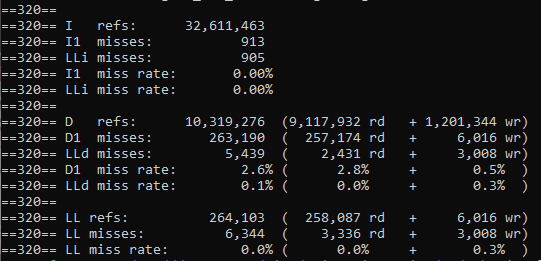 ==320==
==320== I   refs:      32,611,463
==320== I1  misses:           913
==320== LLi misses:           905
==320== I1  miss rate:       0.00%
==320== LLi miss rate:       0.00%
==320==
==320== D   refs:      10,319,276  (9,117,932 rd   + 1,201,344 wr)
==320== D1  misses:       263,190  (  257,174 rd   +     6,016 wr)
==320== LLd misses:         5,439  (    2,431 rd   +     3,008 wr)
==320== D1  miss rate:        2.6% (      2.8%     +       0.5%  )
==320== LLd miss rate:        0.1% (      0.0%     +       0.3%  )
==320==
==320== LL refs:          264,103  (  258,087 rd   +     6,016 wr)
==320== LL misses:          6,344  (    3,336 rd   +     3,008 wr)
==320== LL miss rate:         0.0% (      0.0%     +       0.3%  )